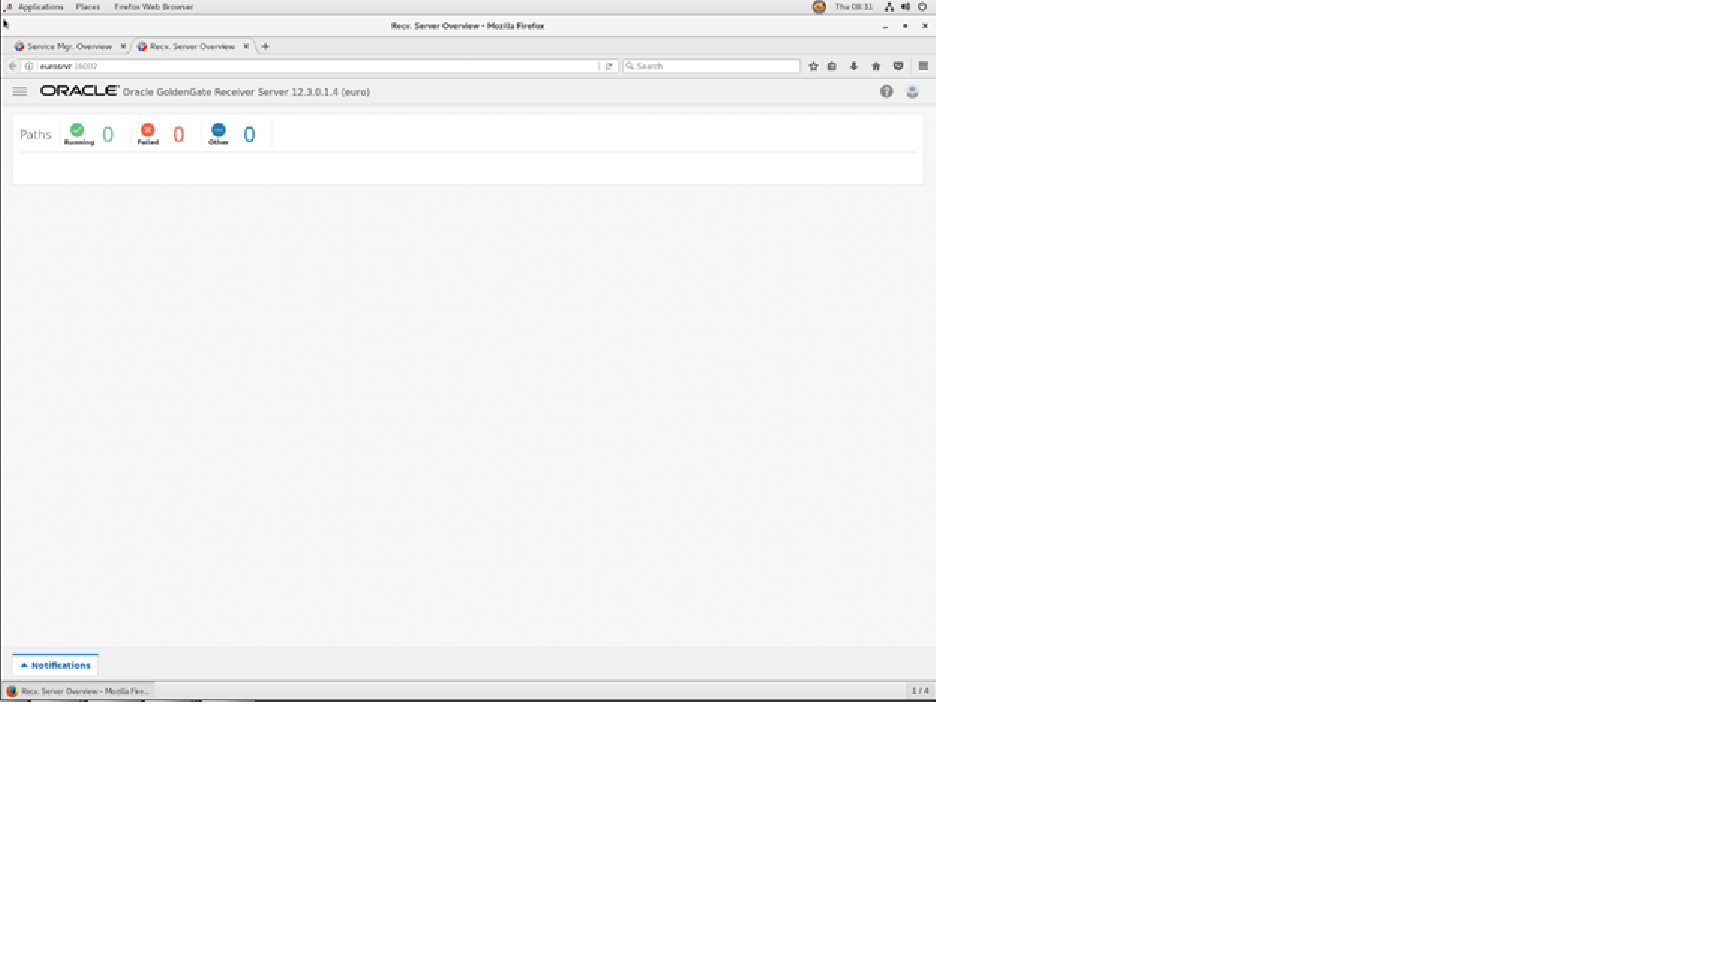 Applications Places Firefox Web Browser Thu 08:31
Recv. Server Overview - Mozilla Firefox
Service Mgr. Overview Recv. Server Overview
eurosrvr:16002 Search
ORACLE Oracle GoldenGate Receiver Server 12.3.0.1.4 (euro)
Paths Running 0 Failed 0 Other 0
Notifications
Recv. Server Overview - Mozilla Fire... 1 / 4